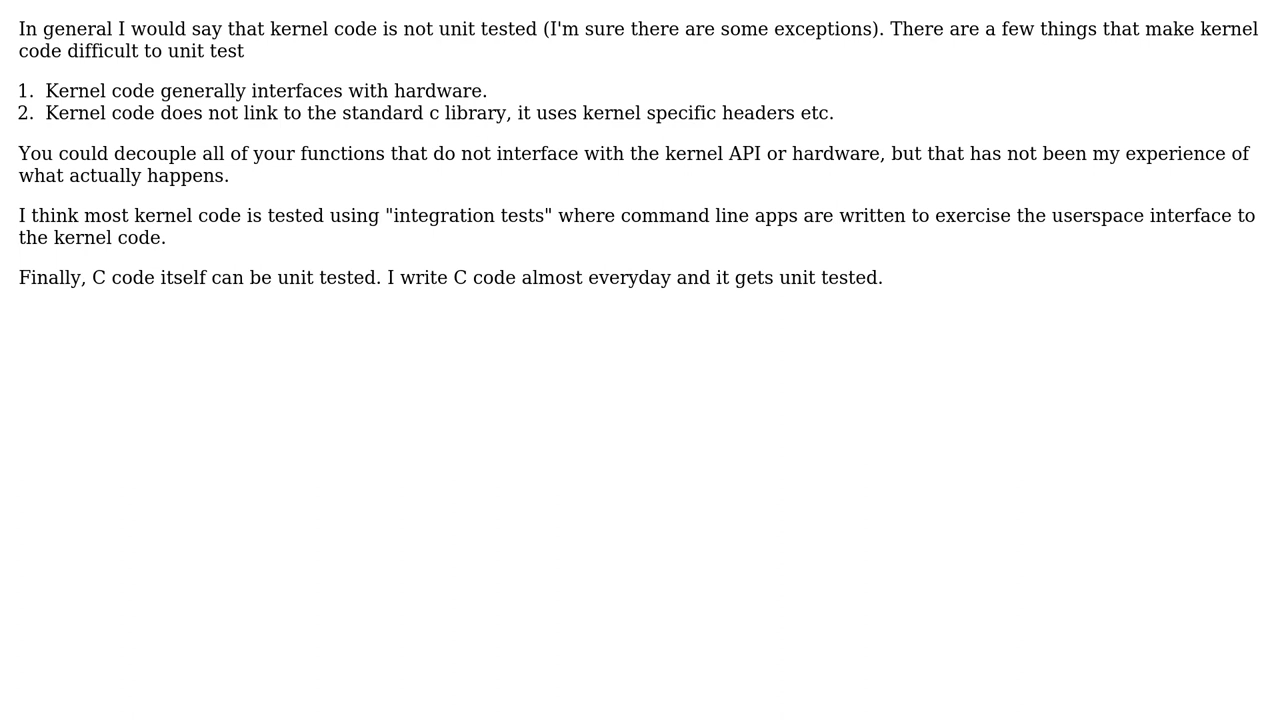 In general I would say that kernel code is not unit tested (I'm sure there are some exceptions). There are a few things that make kernel
code difficult to unit test
1. Kernel code generally interfaces with hardware.
2. Kernel code does not link to the standard c library, it uses kernel specific headers etc.
You could decouple all of your functions that do not interface with the kernel API or hardware, but that has not been my experience of
what actually happens.
I think most kernel code is tested using "integration tests" where command line apps are written to exercise the userspace interface to
the kernel code.
Finally, C code itself can be unit tested. I write C code almost everyday and it gets unit tested.